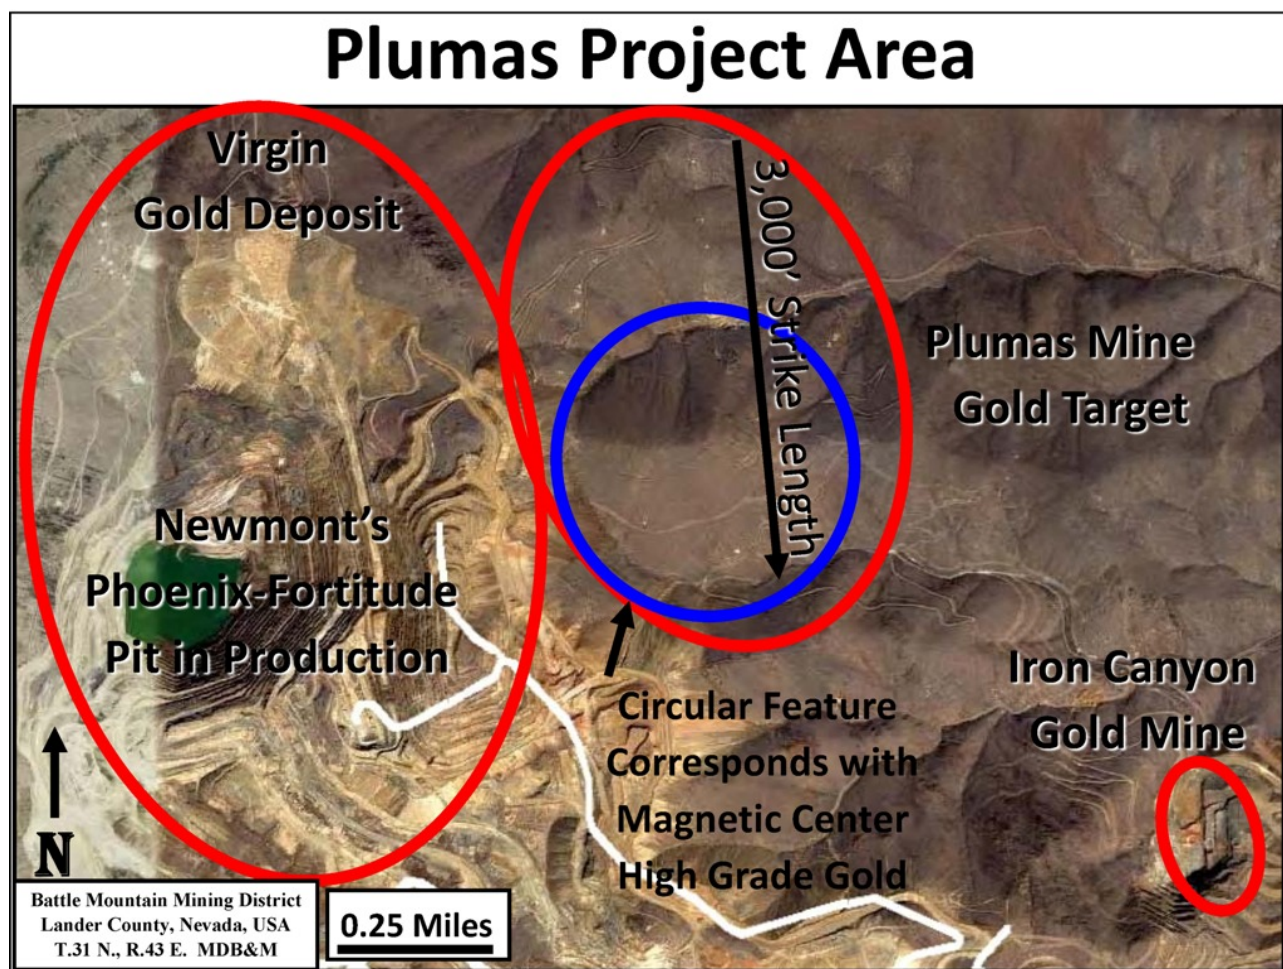 Plumas Project Area
Virgin
Gold Deposit
3,000' Strike Length
Plumas Mine
Gold Target
Newmont's
Phoenix-Fortitude
Pit in Production
Iron Canyon
Gold Mine
Circular Feature
Corresponds with
Magnetic Center
High Grade Gold
N
Battle Mountain Mining District
Lander County, Nevada, USA
T.31 N., R.43 E. MDB&M
0.25 Miles